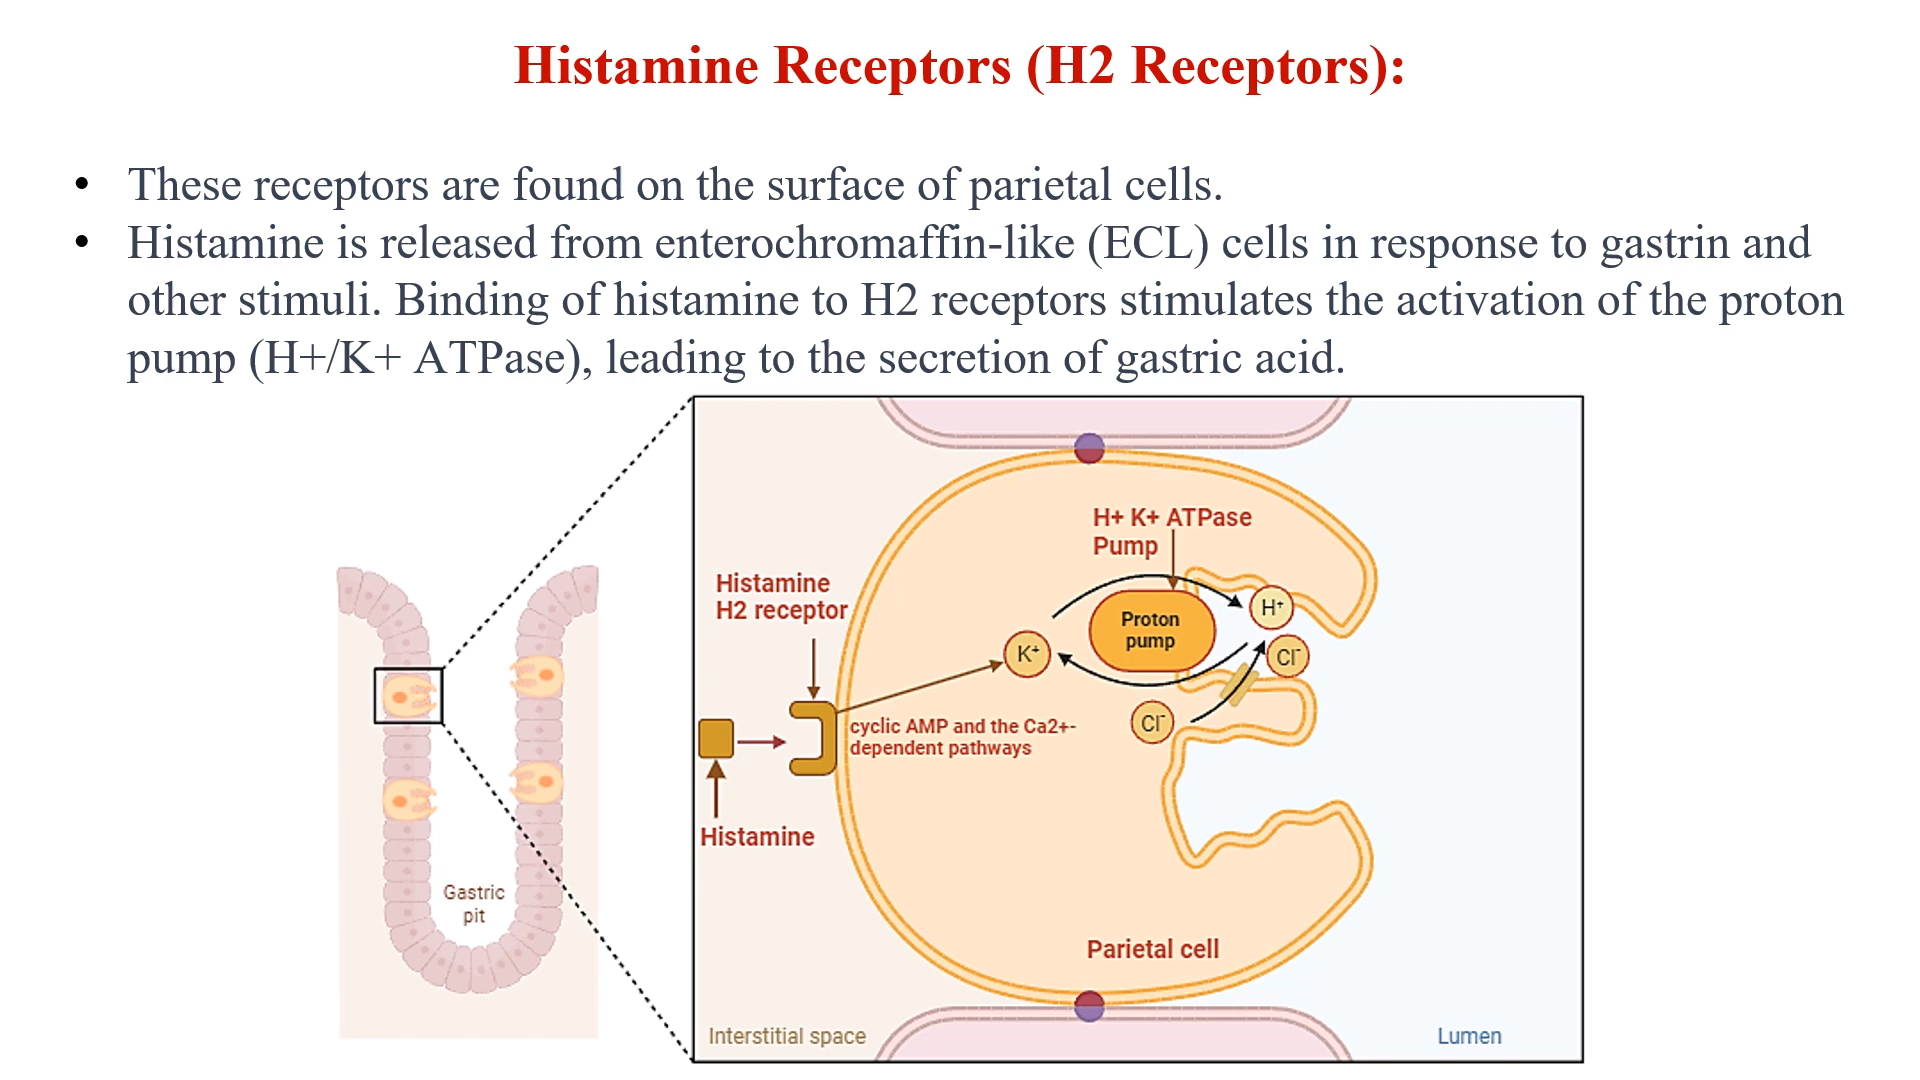 Histamine Receptors (H2 Receptors):
• These receptors are found on the surface of parietal cells.
• Histamine is released from enterochromaffin-like (ECL) cells in response to gastrin and
other stimuli. Binding of histamine to H2 receptors stimulates the activation of the proton
pump (H+/K+ ATPase), leading to the secretion of gastric acid.
H+ K+ ATPase
Pump
Histamine
H2 receptor
Proton
pump
H⁺
K⁺
Cl⁻
Cl⁻
cyclic AMP and the Ca2+-
dependent pathways
Histamine
Gastric
pit
Parietal cell
Interstitial space
Lumen